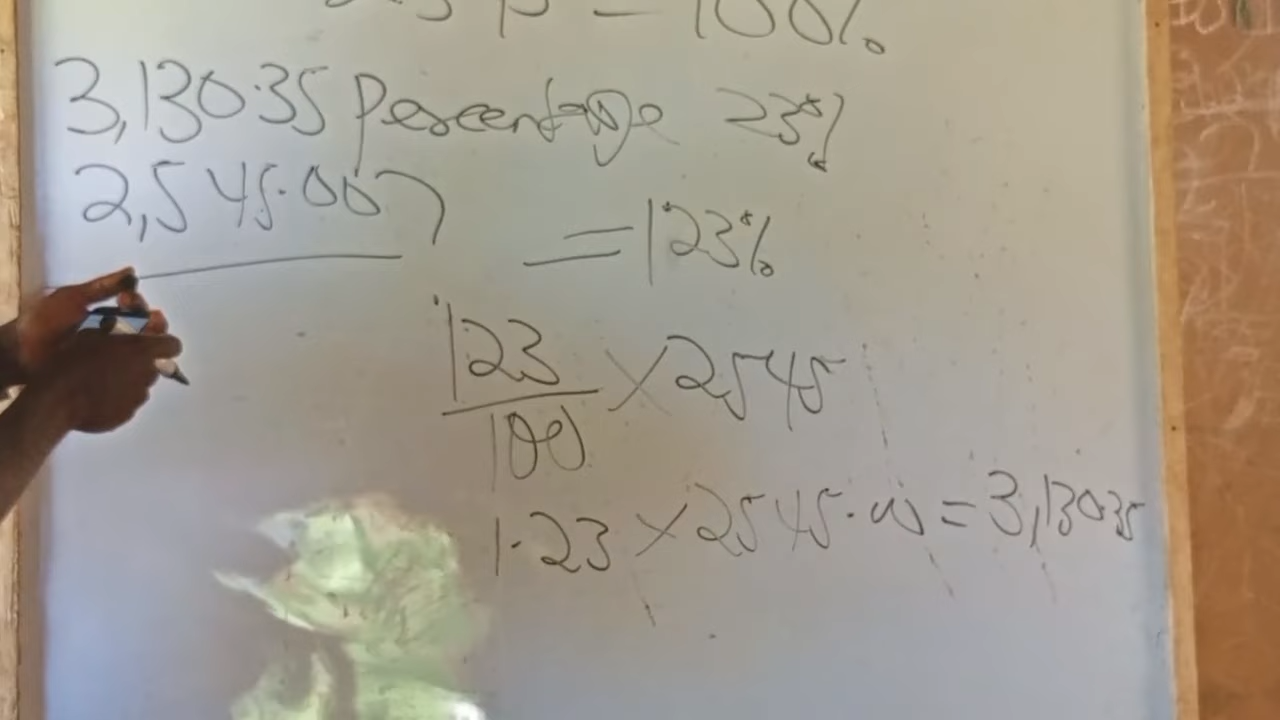 2545 = 100%
3,130.35 Percentage 23%
2,545.00
= 123%
123
100 × 2545
1.23 × 2545.00 = 3,130.35